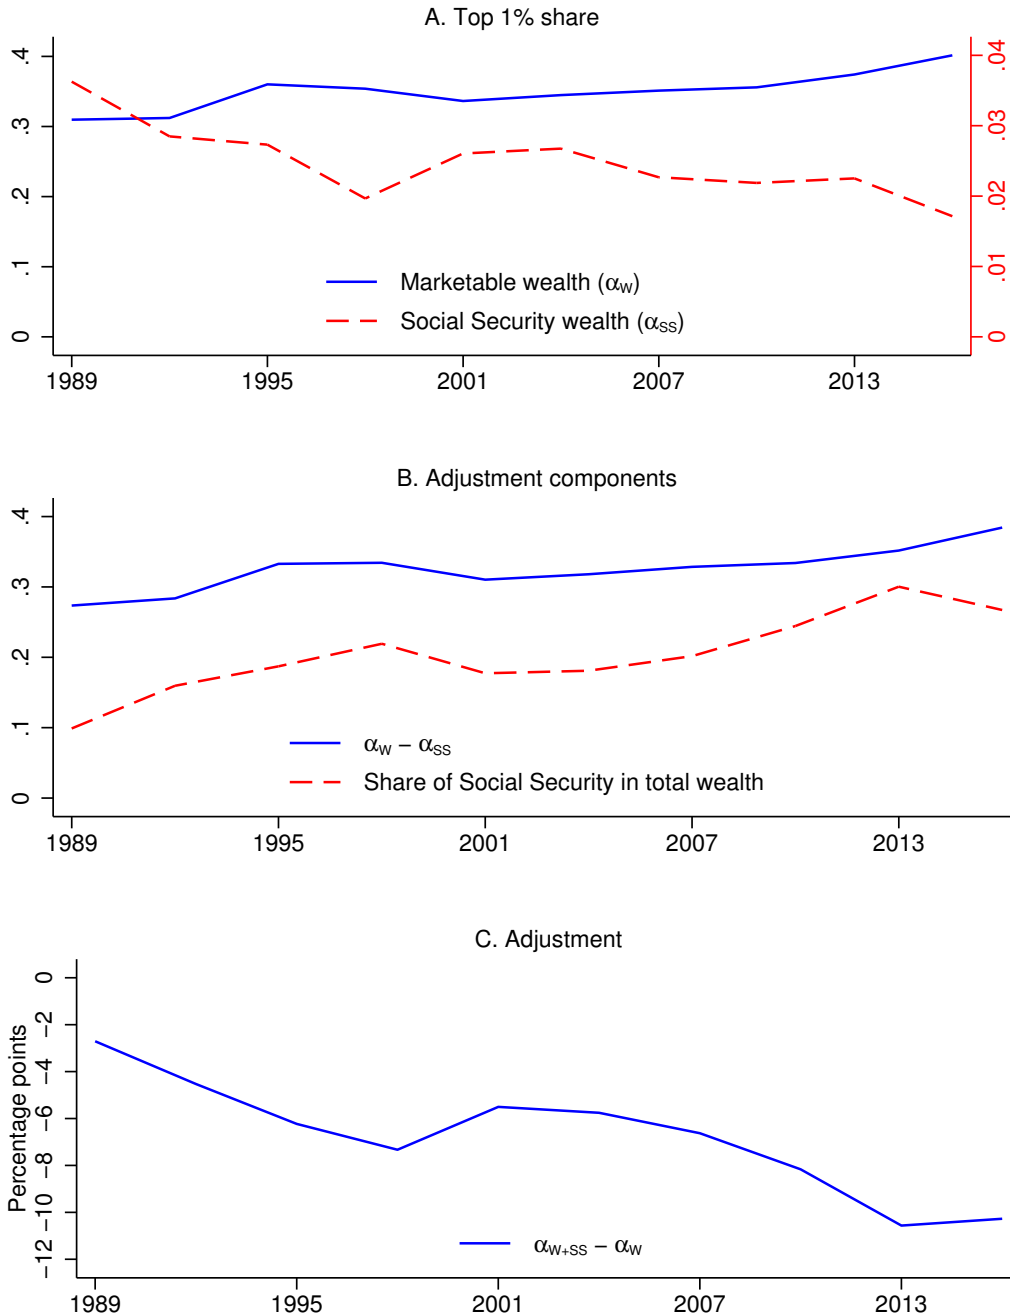 A. Top 1% share
.4
.3
.2
.1
0
.04
.03
.02
.01
0
Marketable wealth (αW)
Social Security wealth (αSS)
1989 1995 2001 2007 2013
B. Adjustment components
.4
.3
.2
.1
0
αW − αSS
Share of Social Security in total wealth
1989 1995 2001 2007 2013
C. Adjustment
Percentage points
0
−2
−4
−6
−8
−10
−12
αW+SS − αW
1989 1995 2001 2007 2013